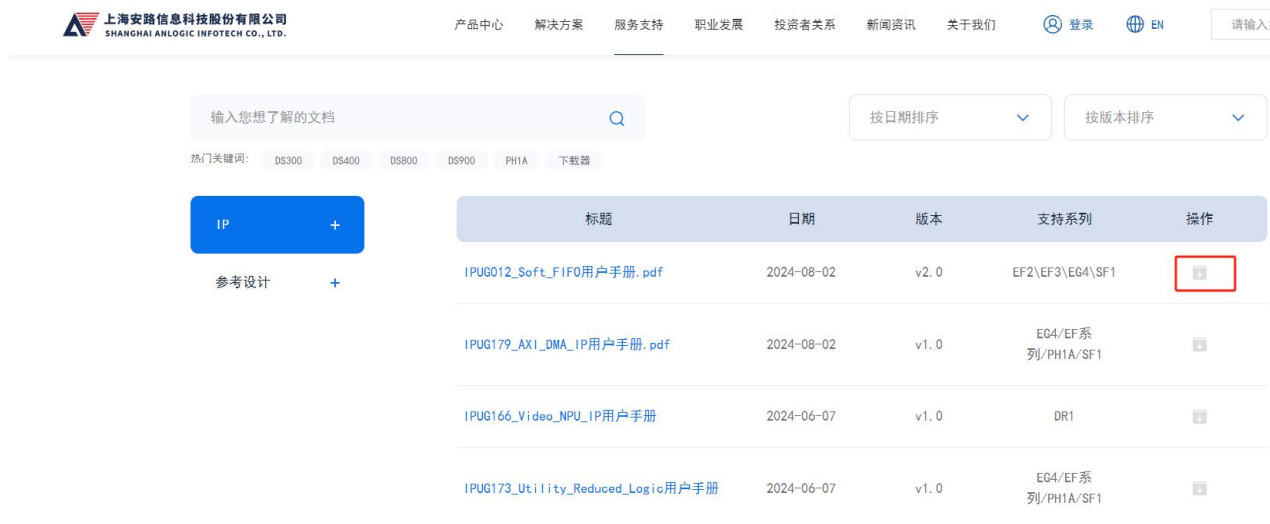 上海安路信息科技股份有限公司
SHANGHAI ANLOGIC INFOTECH CO., LTD.
产品中心 解决方案 服务支持 职业发展 投资者关系 新闻资讯 关于我们 登录 EN 请输入
输入您想了解的文档 按日期排序 按版本排序
热门关键词: DS300 DS400 DS800 DS900 PH1A 下载器
IP +
参考设计 +
标题 日期 版本 支持系列 操作
IPUG012_Soft_FIFO用户手册.pdf 2024-08-02 v2.0 EF2\EF3\EG4\SF1
IPUG179_AXI_DMA_IP用户手册.pdf 2024-08-02 v1.0 EG4/EF系
列/PH1A/SF1
IPUG166_Video_NPU_IP用户手册 2024-06-07 v1.0 DR1
IPUG173_Utility_Reduced_Logic用户手册 2024-06-07 v1.0 EG4/EF系
列/PH1A/SF1